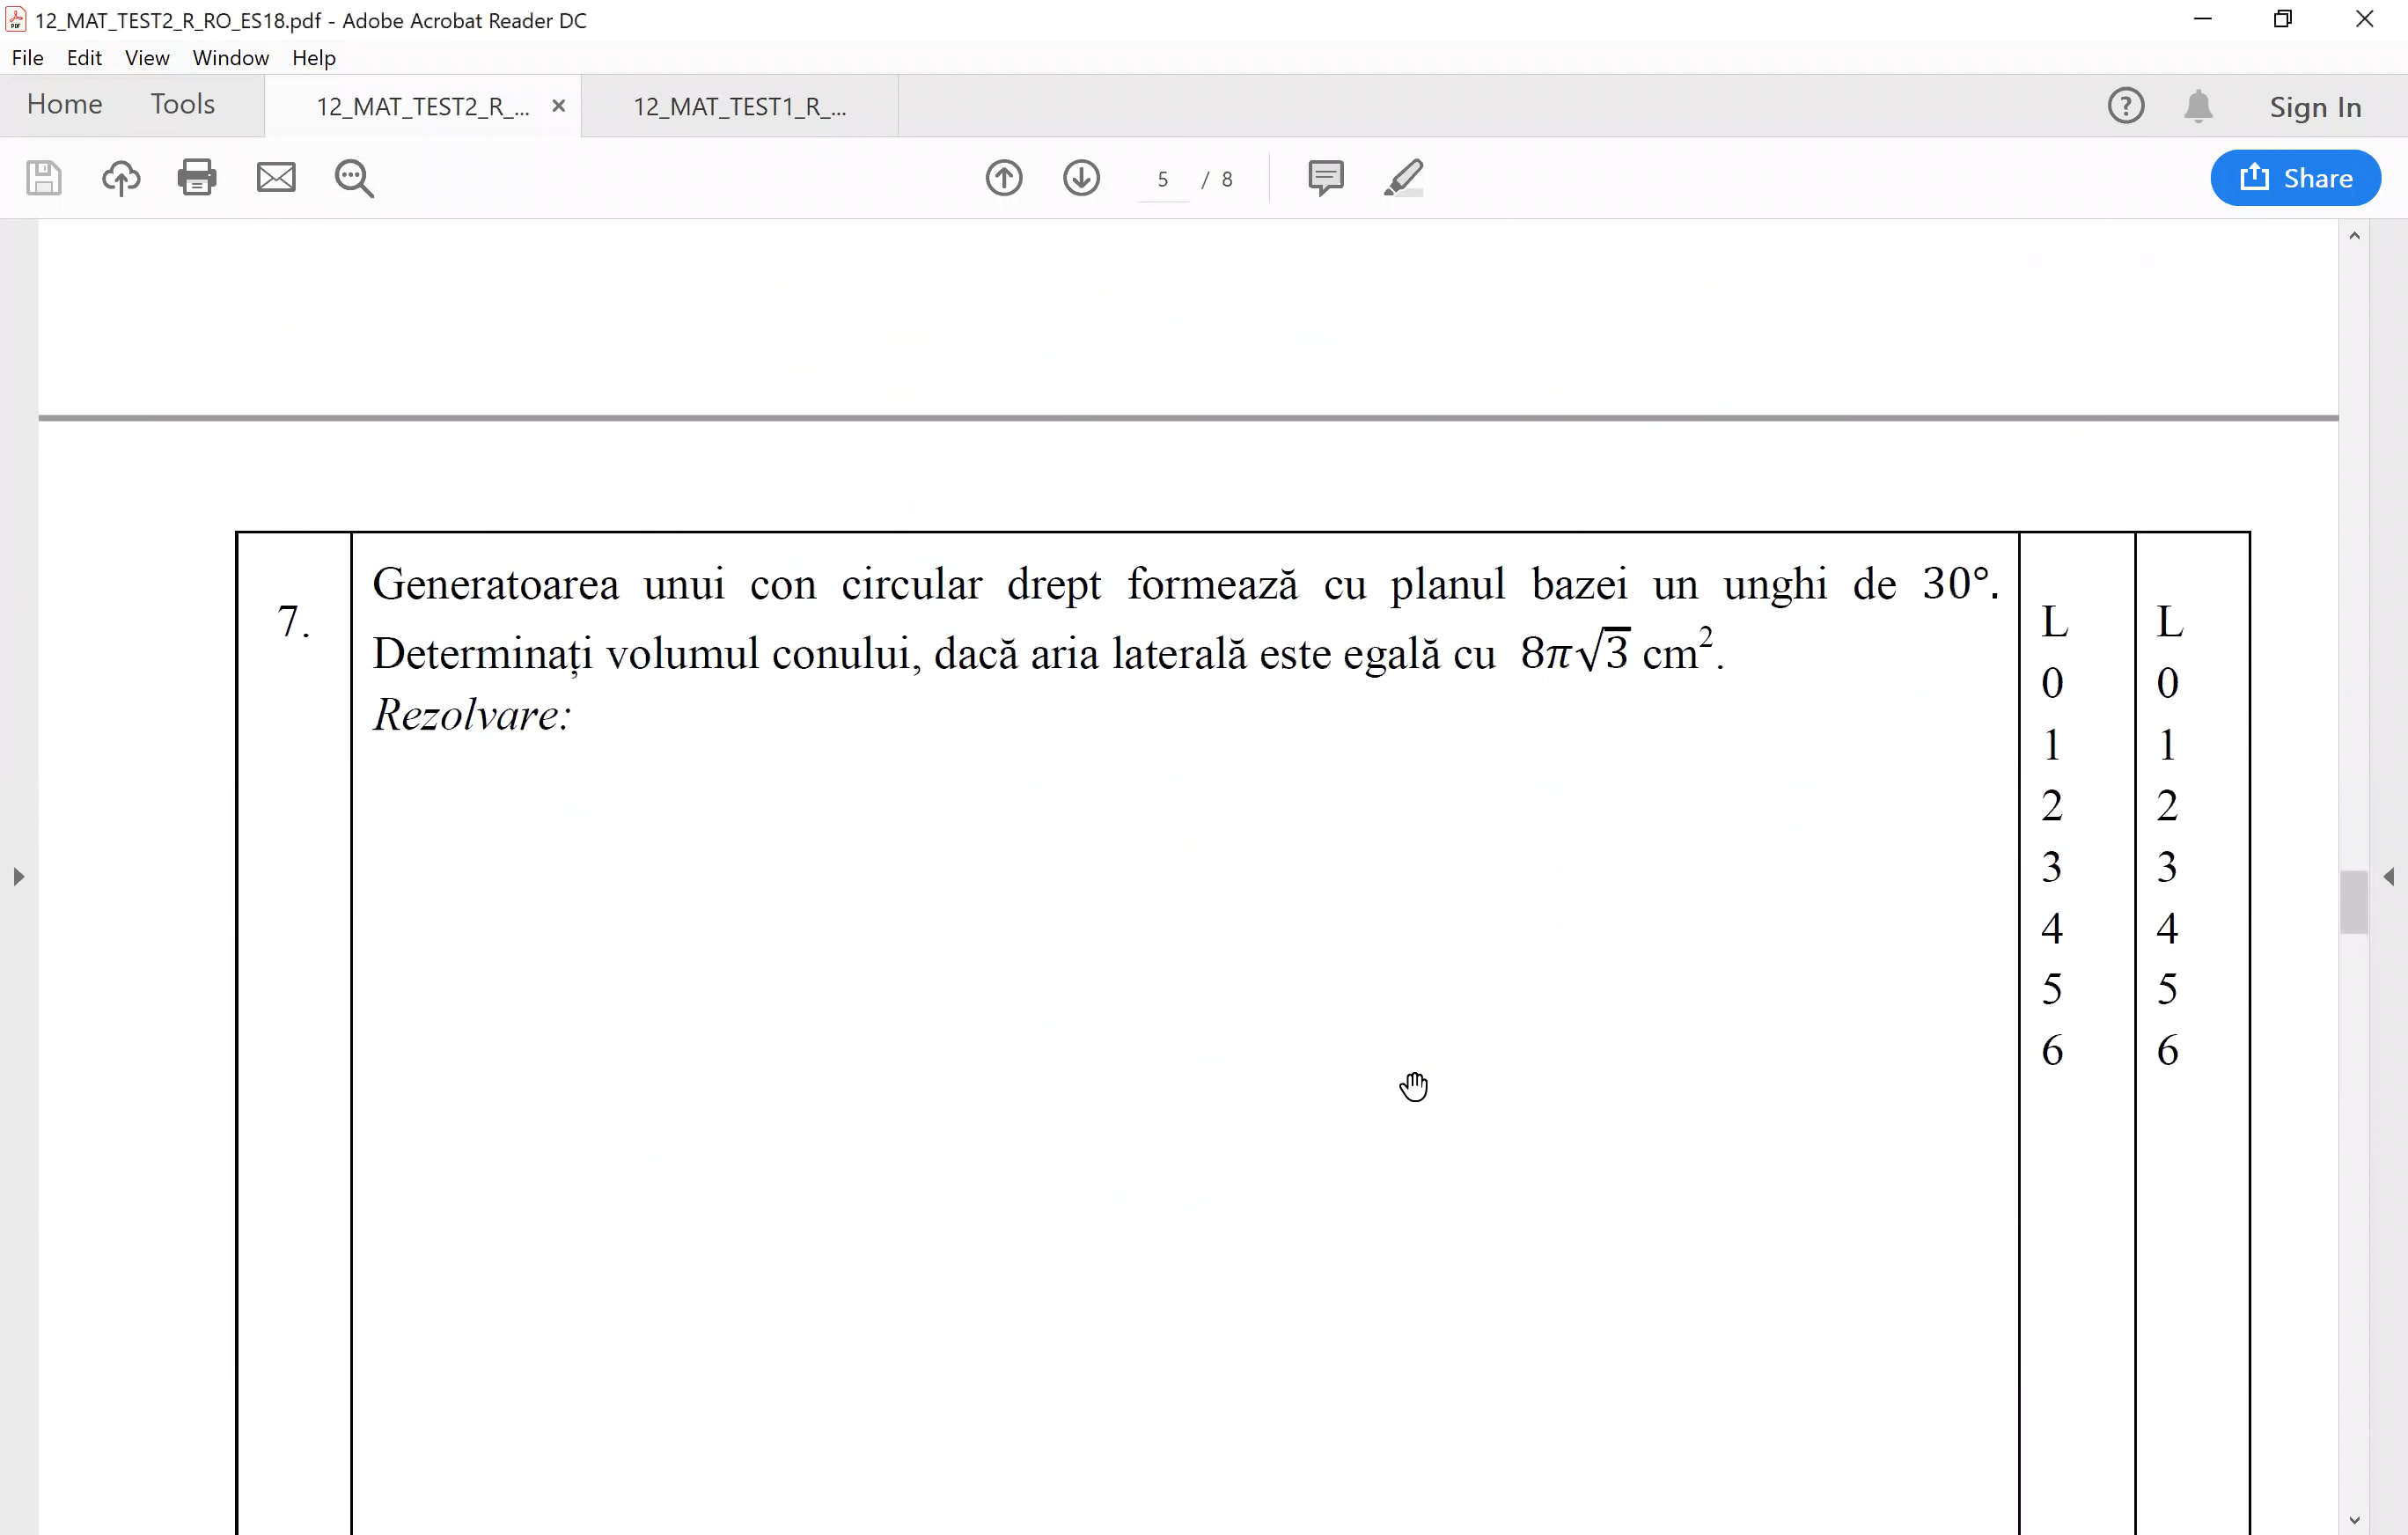 12_MAT_TEST2_R_RO_ES18.pdf - Adobe Acrobat Reader DC
File Edit View Window Help
Home Tools 12_MAT_TEST2_R_... × 12_MAT_TEST1_R_... ? Sign In
5 / 8 Share
7.
Generatoarea unui con circular drept formează cu planul bazei un unghi de 30°.
Determinați volumul conului, dacă aria laterală este egală cu 8π√3 cm².
Rezolvare:
L L
0 0
1 1
2 2
3 3
4 4
5 5
6 6